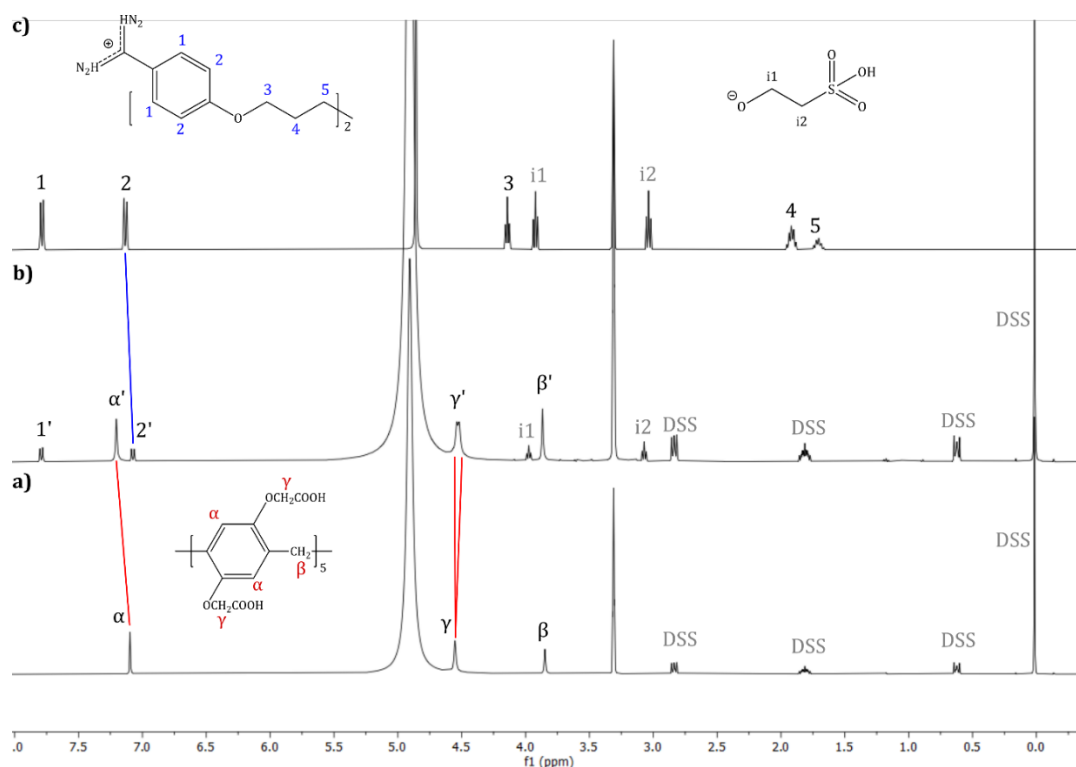 c)
HN2
⊕
N2H
1
2
1
2
O
3
4
5
2
O
⊖
i1
i2
O
S
OH
O
1
2
3
i1
i2
4
5
b)
DSS
1'
α'
2'
γ'
i1
β'
i2
DSS
DSS
DSS
a)
γ
OCH2COOH
α
CH2
5
β
α
OCH2COOH
γ
DSS
α
γ
β
DSS
DSS
DSS
.0 7.5 7.0 6.5 6.0 5.5 5.0 4.5 4.0 3.5 3.0 2.5 2.0 1.5 1.0 0.5 0.0
f1 (ppm)